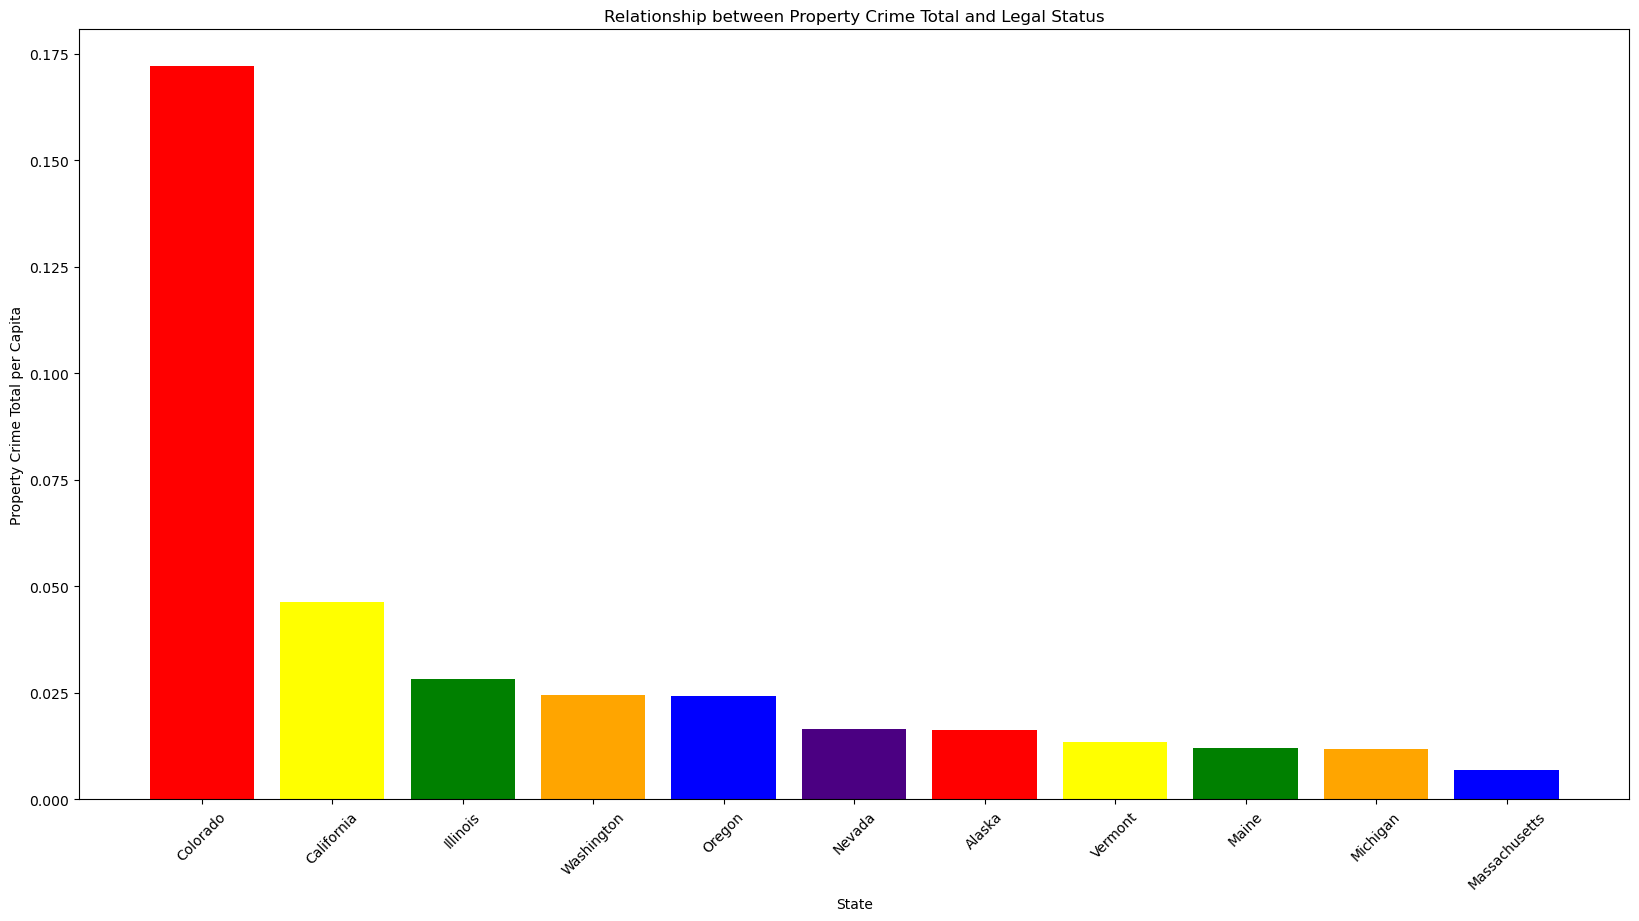 Relationship between Property Crime Total and Legal Status
Property Crime Total per Capita
0.175
0.150
0.125
0.100
0.075
0.050
0.025
0.000
Colorado
California
Illinois
Washington
Oregon
Nevada
Alaska
Vermont
Maine
Michigan
Massachusetts
State